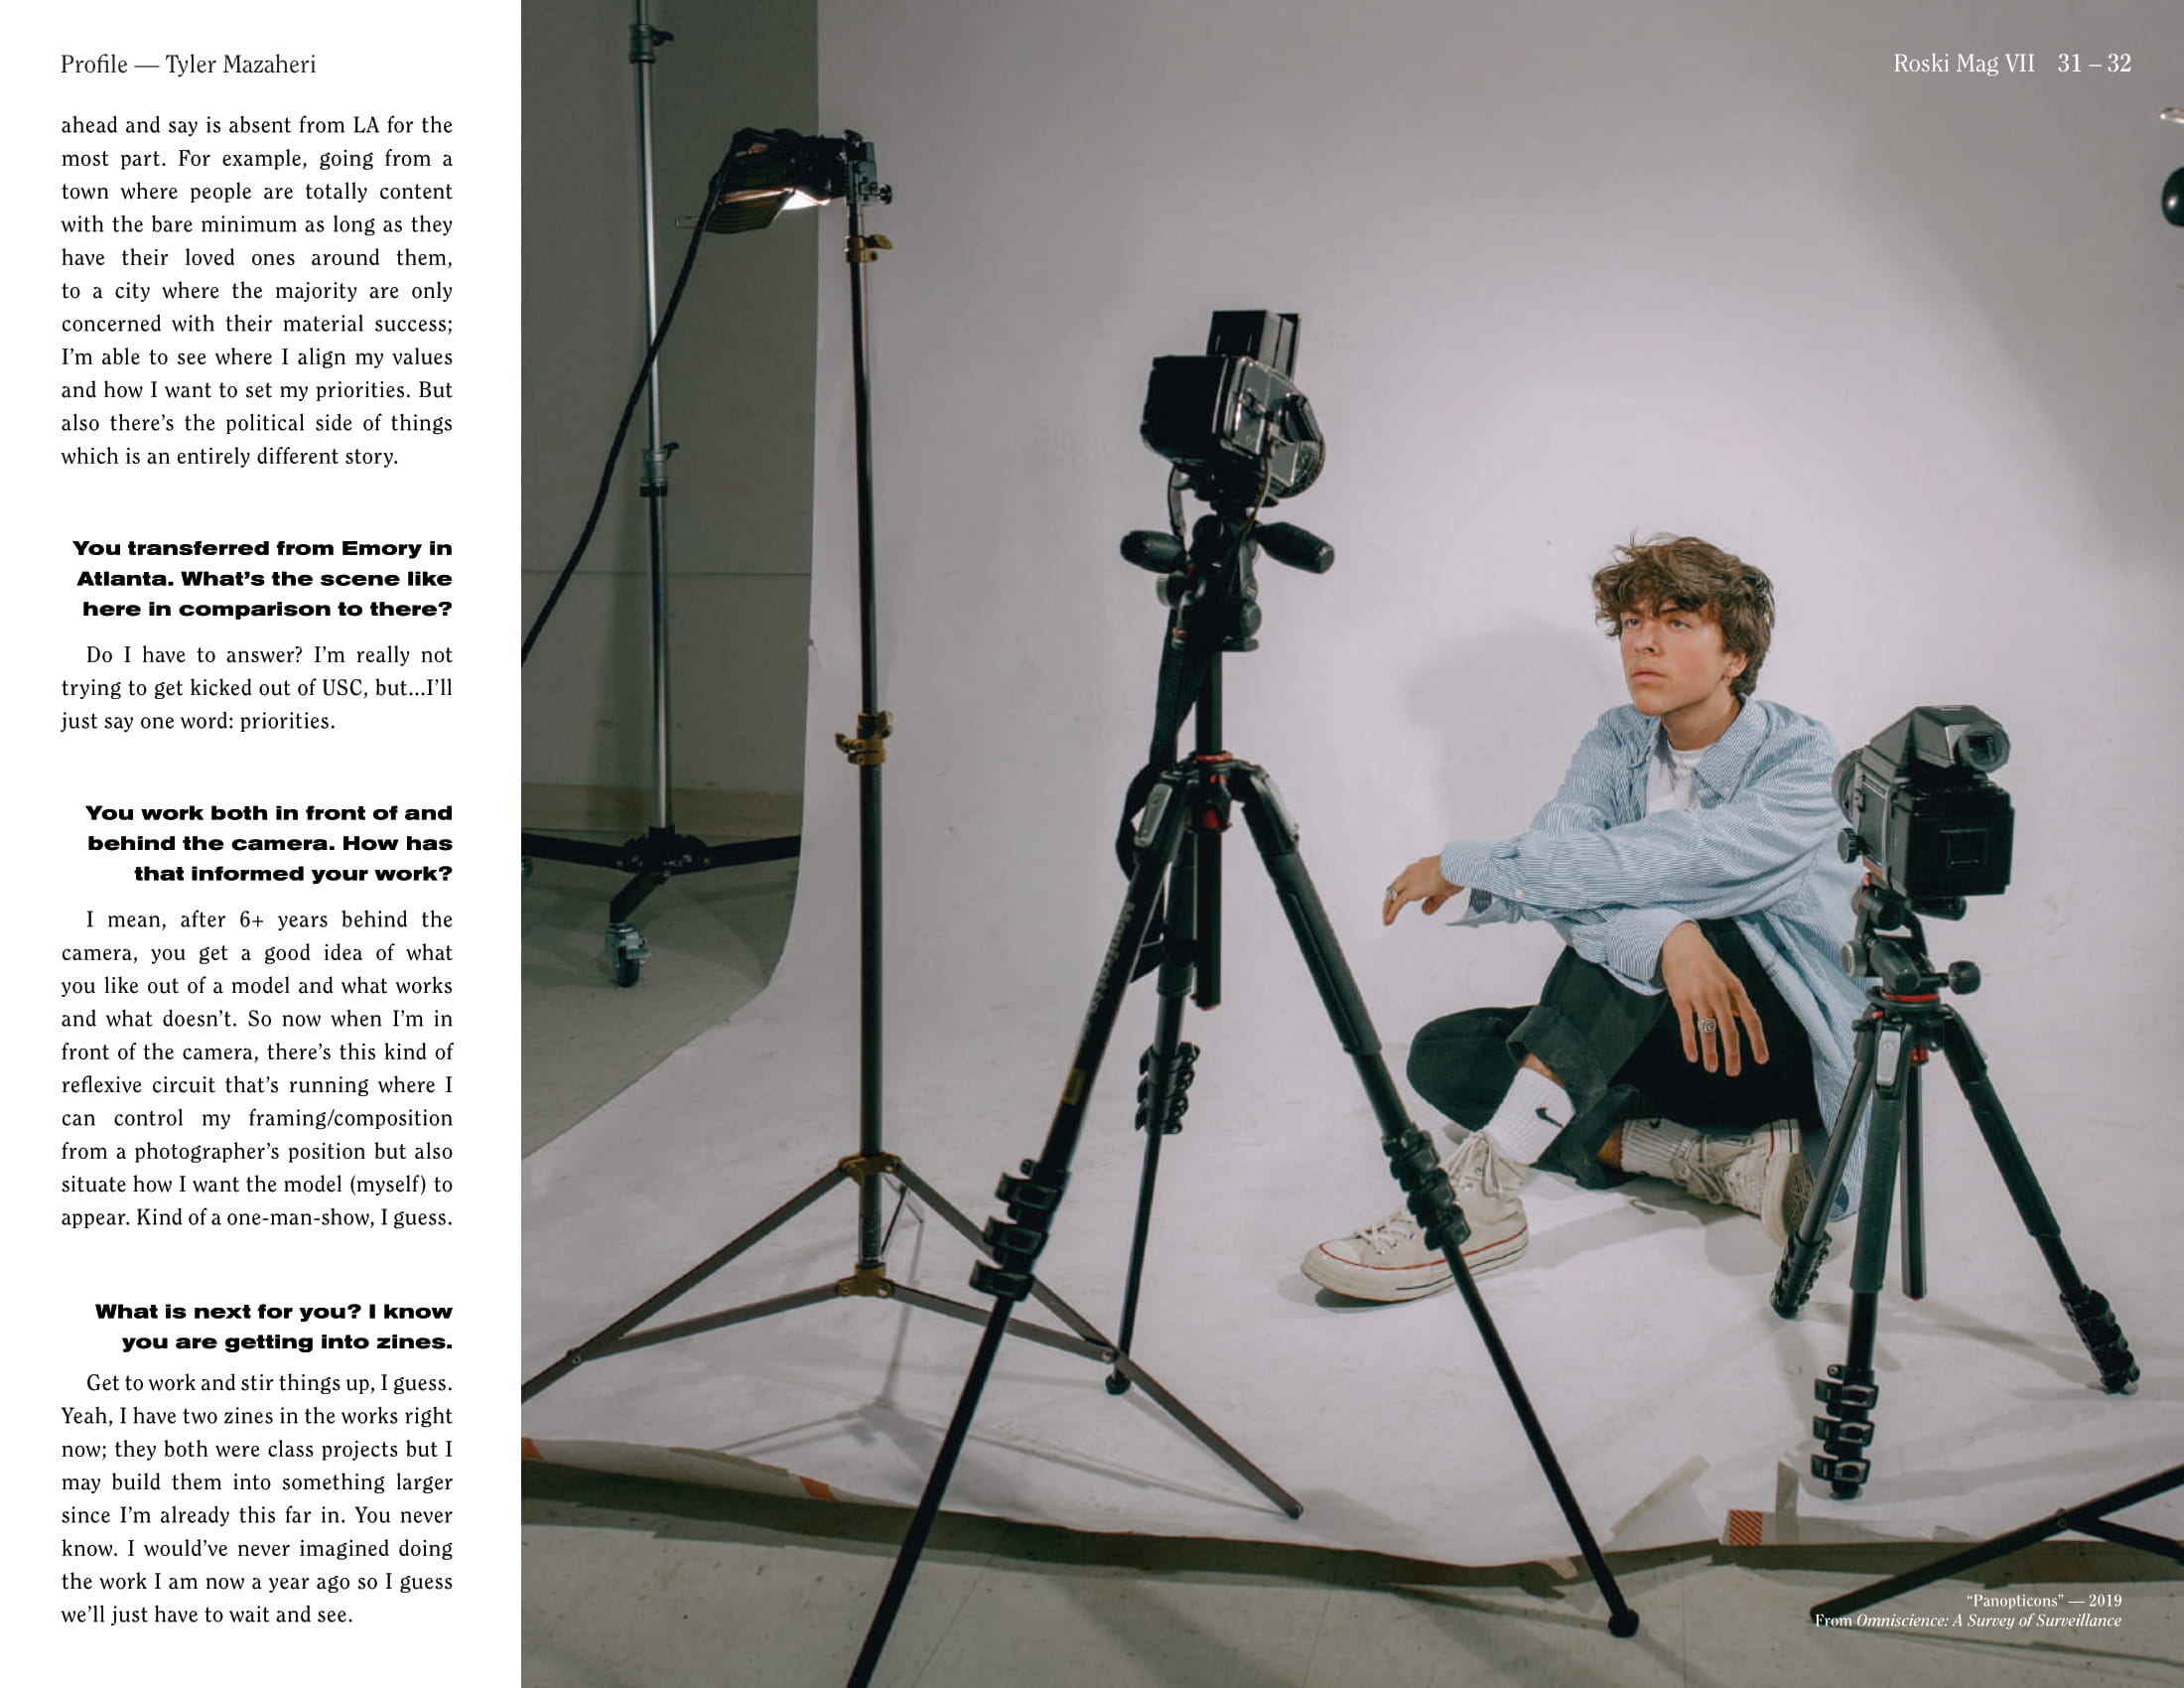 Profile — Tyler Mazaheri
Roski Mag VII 31 – 32
ahead and say is absent from LA for the
most part. For example, going from a
town where people are totally content
with the bare minimum as long as they
have their loved ones around them,
to a city where the majority are only
concerned with their material success;
I’m able to see where I align my values
and how I want to set my priorities. But
also there’s the political side of things
which is an entirely different story.
You transferred from Emory in
Atlanta. What’s the scene like
here in comparison to there?
Do I have to answer? I’m really not
trying to get kicked out of USC, but...I’ll
just say one word: priorities.
You work both in front of and
behind the camera. How has
that informed your work?
I mean, after 6+ years behind the
camera, you get a good idea of what
you like out of a model and what works
and what doesn’t. So now when I’m in
front of the camera, there’s this kind of
reflexive circuit that’s running where I
can control my framing/composition
from a photographer’s position but also
situate how I want the model (myself) to
appear. Kind of a one-man-show, I guess.
What is next for you? I know
you are getting into zines.
Get to work and stir things up, I guess.
Yeah, I have two zines in the works right
now; they both were class projects but I
may build them into something larger
since I’m already this far in. You never
know. I would’ve never imagined doing
the work I am now a year ago so I guess
we’ll just have to wait and see.
“Panopticons” — 2019
From Omniscience: A Survey of Surveillance